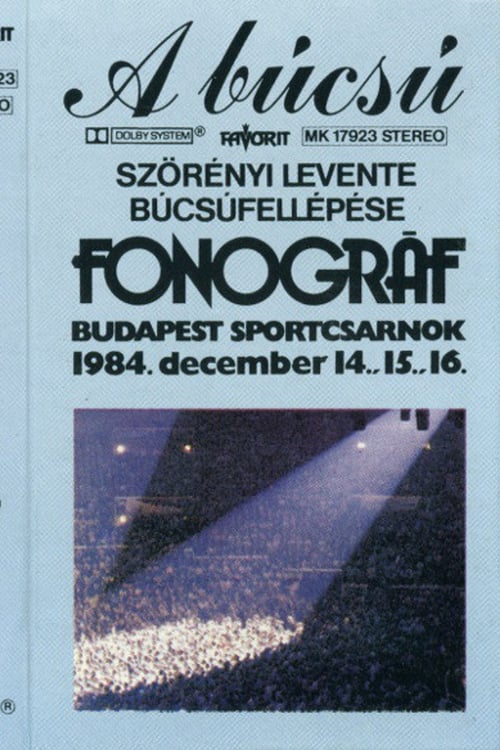 IT
23
O
A búcsú
DOLBY SYSTEM® FAVORIT MK 17923 STEREO
SZÖRÉNYI LEVENTE
BÚCSÚFELLÉPÉSE
FONOGRÁF
BUDAPEST SPORTCSARNOK
1984. december 14., 15., 16.
®